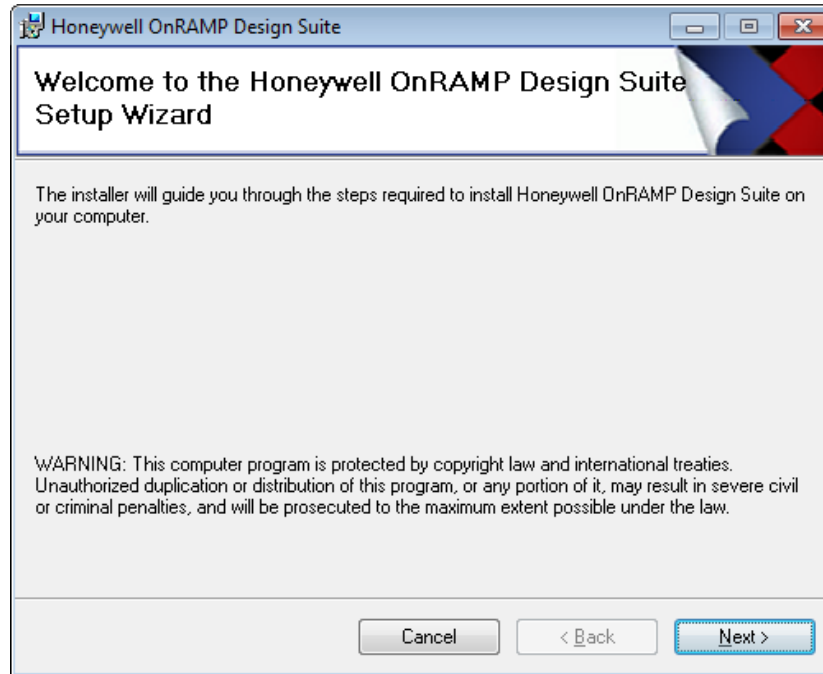 Honeywell OnRAMP Design Suite
Welcome to the Honeywell OnRAMP Design Suite
Setup Wizard
The installer will guide you through the steps required to install Honeywell OnRAMP Design Suite on
your computer.
WARNING: This computer program is protected by copyright law and international treaties.
Unauthorized duplication or distribution of this program, or any portion of it, may result in severe civil
or criminal penalties, and will be prosecuted to the maximum extent possible under the law.
Cancel
< Back
Next >